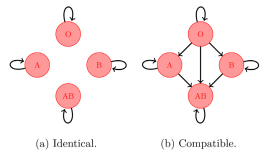 O O
A B A B
AB AB
(a) Identical. (b) Compatible.